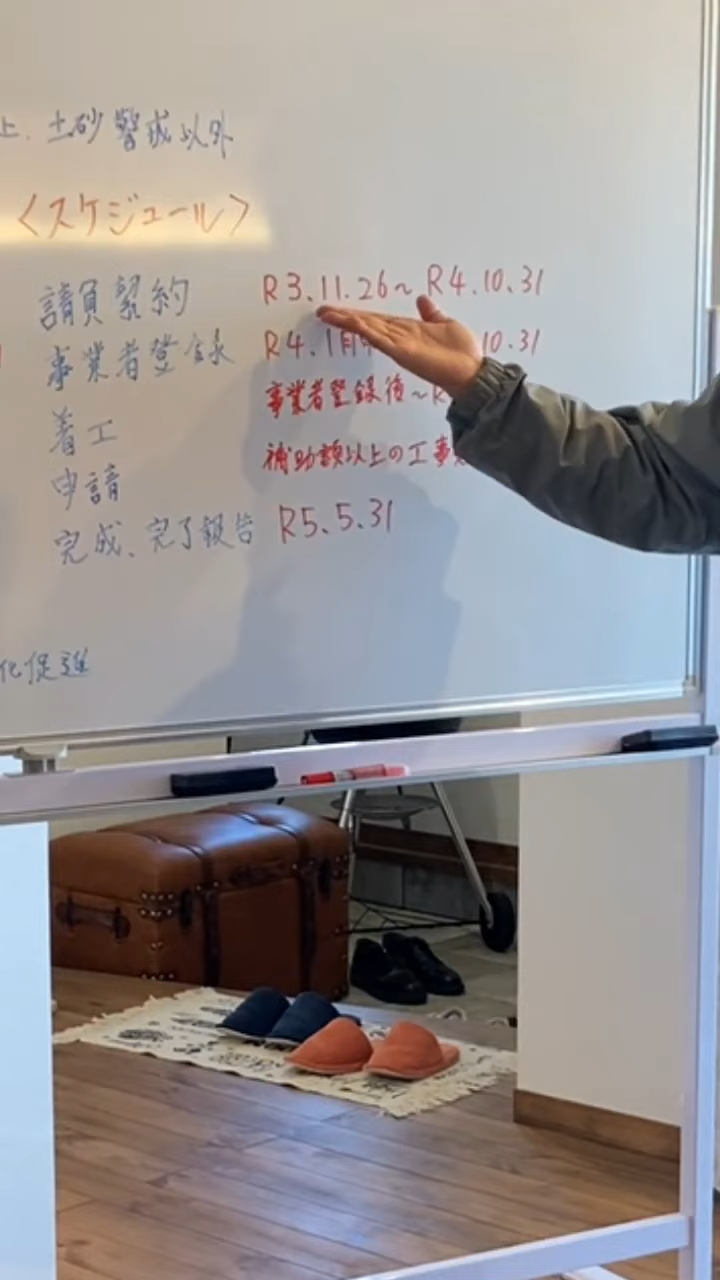 上. 土砂警戒以外
<スケジュール>
請負契約 R3.11.26～R4.10.31
事業者登録 R4.1月 10.31
着工 事業者登録後～R
申請 補助額以上の工事
完成、完了報告 R5.5.31
化促進